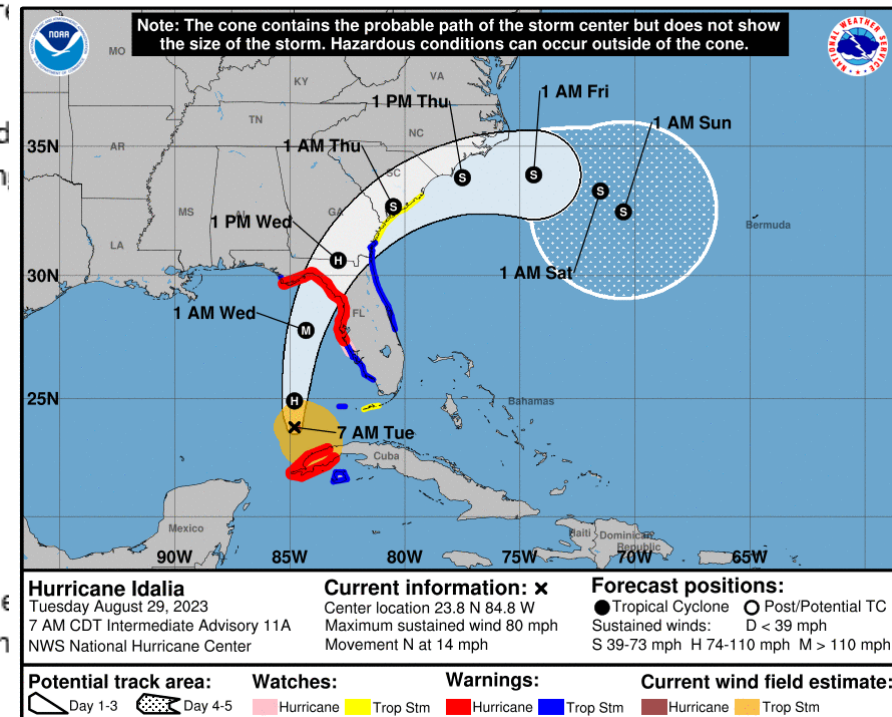 Note: The cone contains the probable path of the storm center but does not show
the size of the storm. Hazardous conditions can occur outside of the cone.
NOAA
NATIONAL WEATHER SERVICE
MO
KY
VA
1 PM Thu
1 AM Fri
TN
NC
1 AM Sun
35N
AR
1 AM Thu
SC
MS
AL
GA
1 PM Wed
LA
Bermuda
30N
1 AM Sat
1 AM Wed
FL
M
H
S
S
S
S
S
25N
H
Bahamas
7 AM Tue
Cuba
Mexico
Haiti
Dominican
Republic
90W
85W
80W
75W
70W
65W
Hurricane Idalia
Tuesday August 29, 2023
7 AM CDT Intermediate Advisory 11A
NWS National Hurricane Center
Current information: x
Center location 23.8 N 84.8 W
Maximum sustained wind 80 mph
Movement N at 14 mph
Forecast positions:
Tropical Cyclone Post/Potential TC
Sustained winds: D < 39 mph
S 39-73 mph H 74-110 mph M > 110 mph
Potential track area:
Day 1-3 Day 4-5
Watches:
Hurricane Trop Stm
Warnings:
Hurricane Trop Stm
Current wind field estimate:
Hurricane Trop Stm